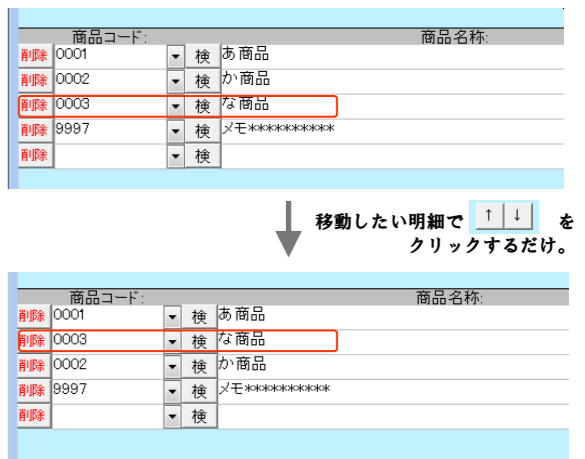 商品コード: 商品名称:
削除 0001 検 あ商品
削除 0002 検 か商品
削除 0003 検 な商品
削除 9997 検 メモ**********
削除 検
移動したい明細で ↑ ↓ を
クリックするだけ。
商品コード: 商品名称:
削除 0001 検 あ商品
削除 0003 検 な商品
削除 0002 検 か商品
削除 9997 検 メモ**********
削除 検